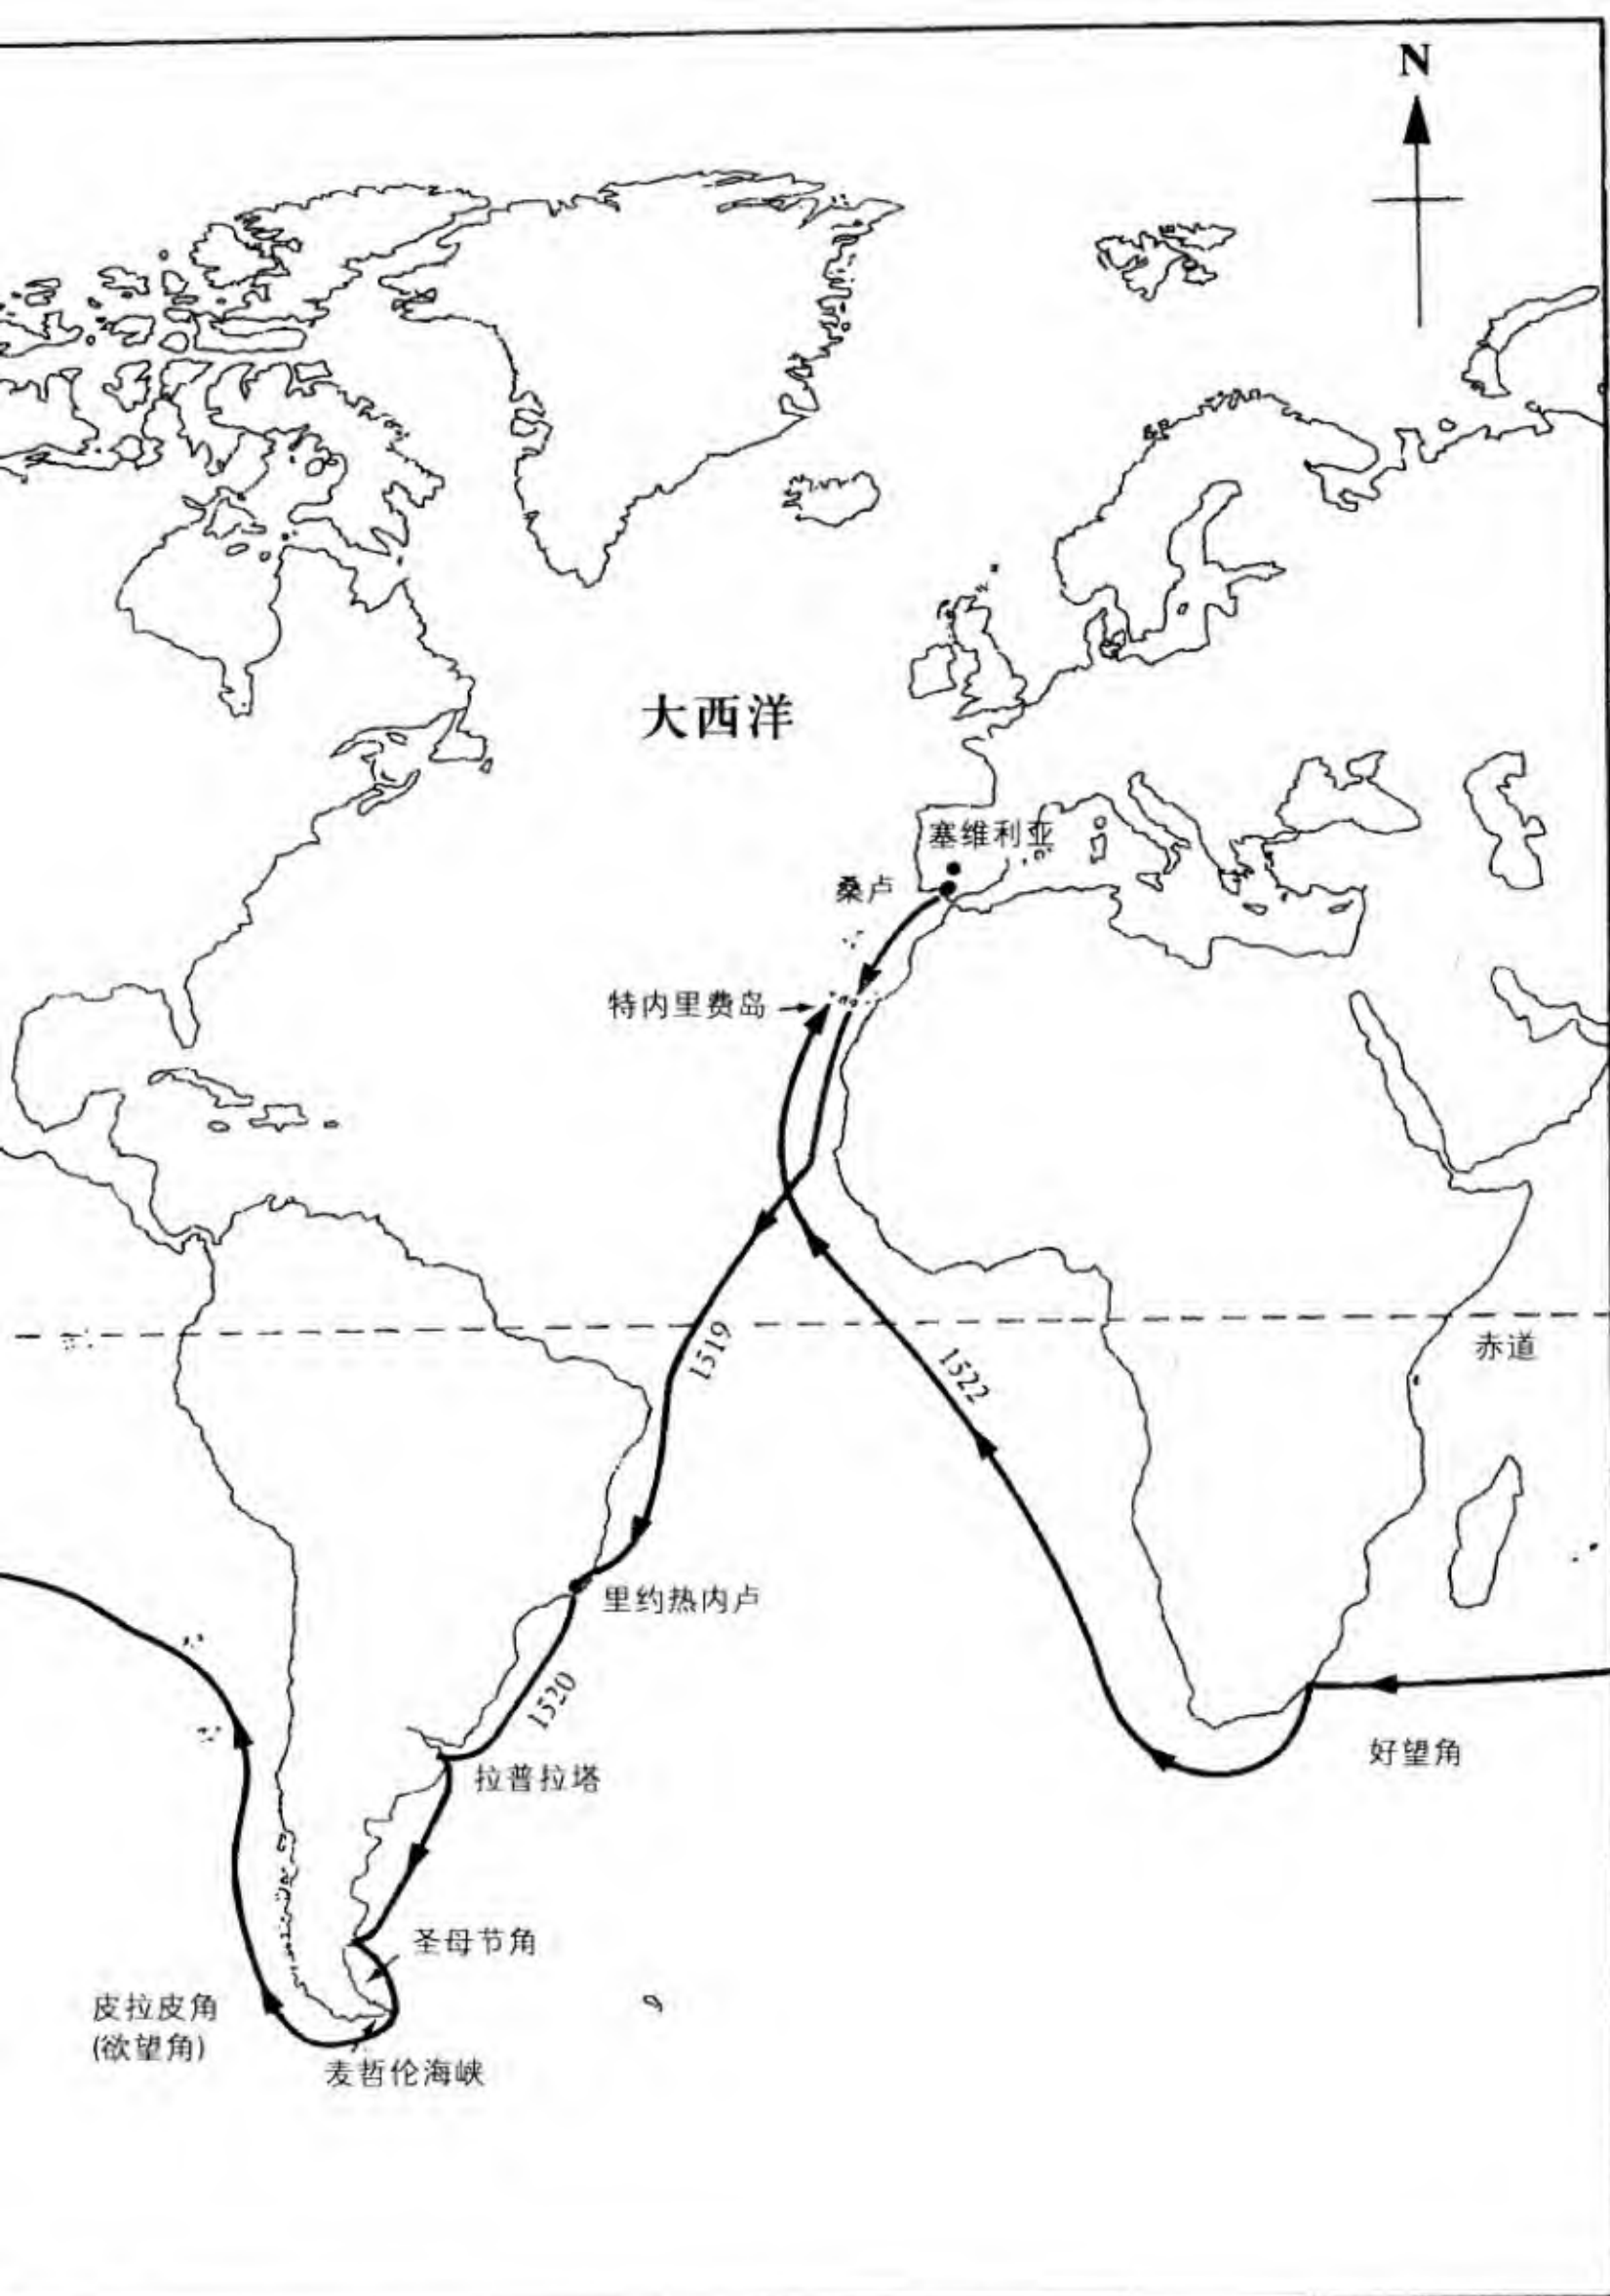 N
大西洋
塞维利亚
桑卢
特内里费岛
1519
1522
赤道
里约热内卢
1520
好望角
拉普拉塔
圣母节角
皮拉皮角
(欲望角)
麦哲伦海峡